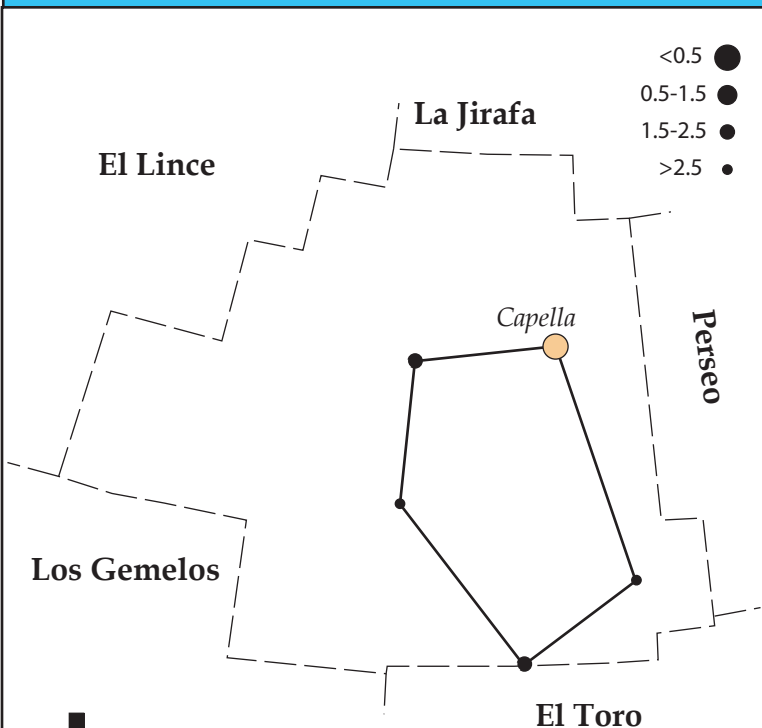 <0.5
0.5-1.5
1.5-2.5
>2.5
La Jirafa
El Lince
Capella
Perseo
Los Gemelos
El Toro